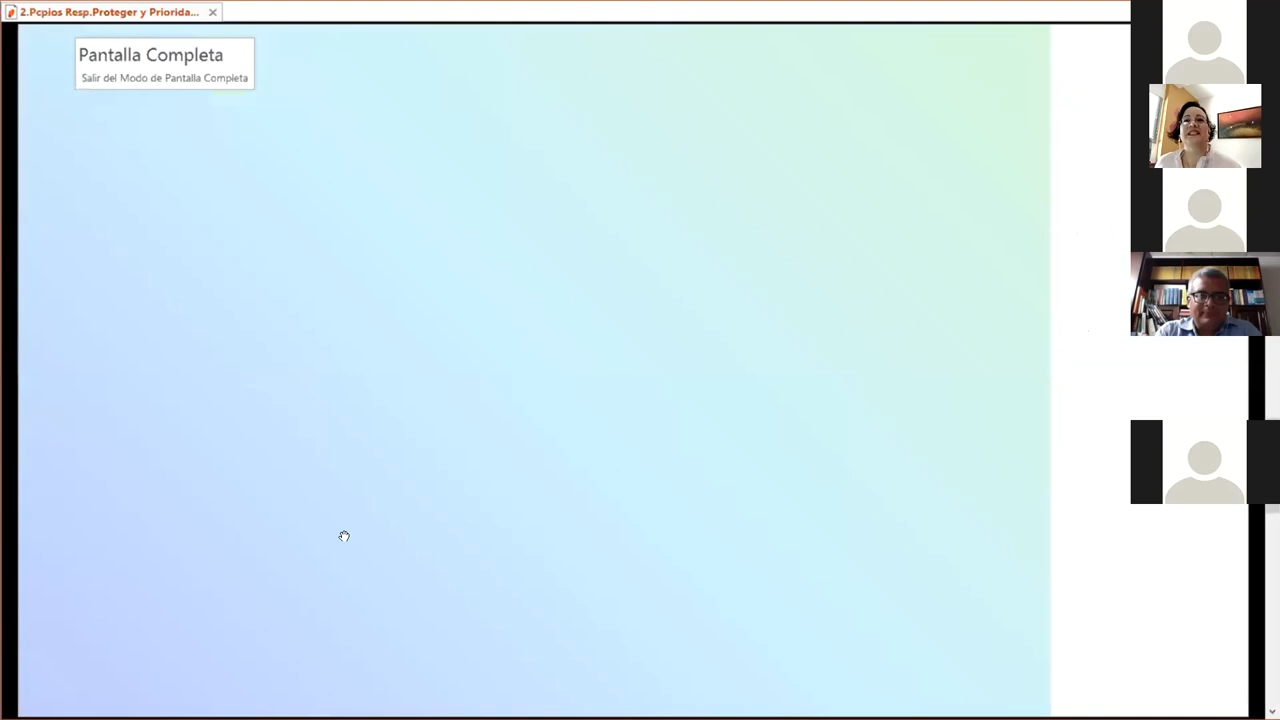 2.Pcpios Resp.Proteger y Priorida...
Pantalla Completa
Salir del Modo de Pantalla Completa